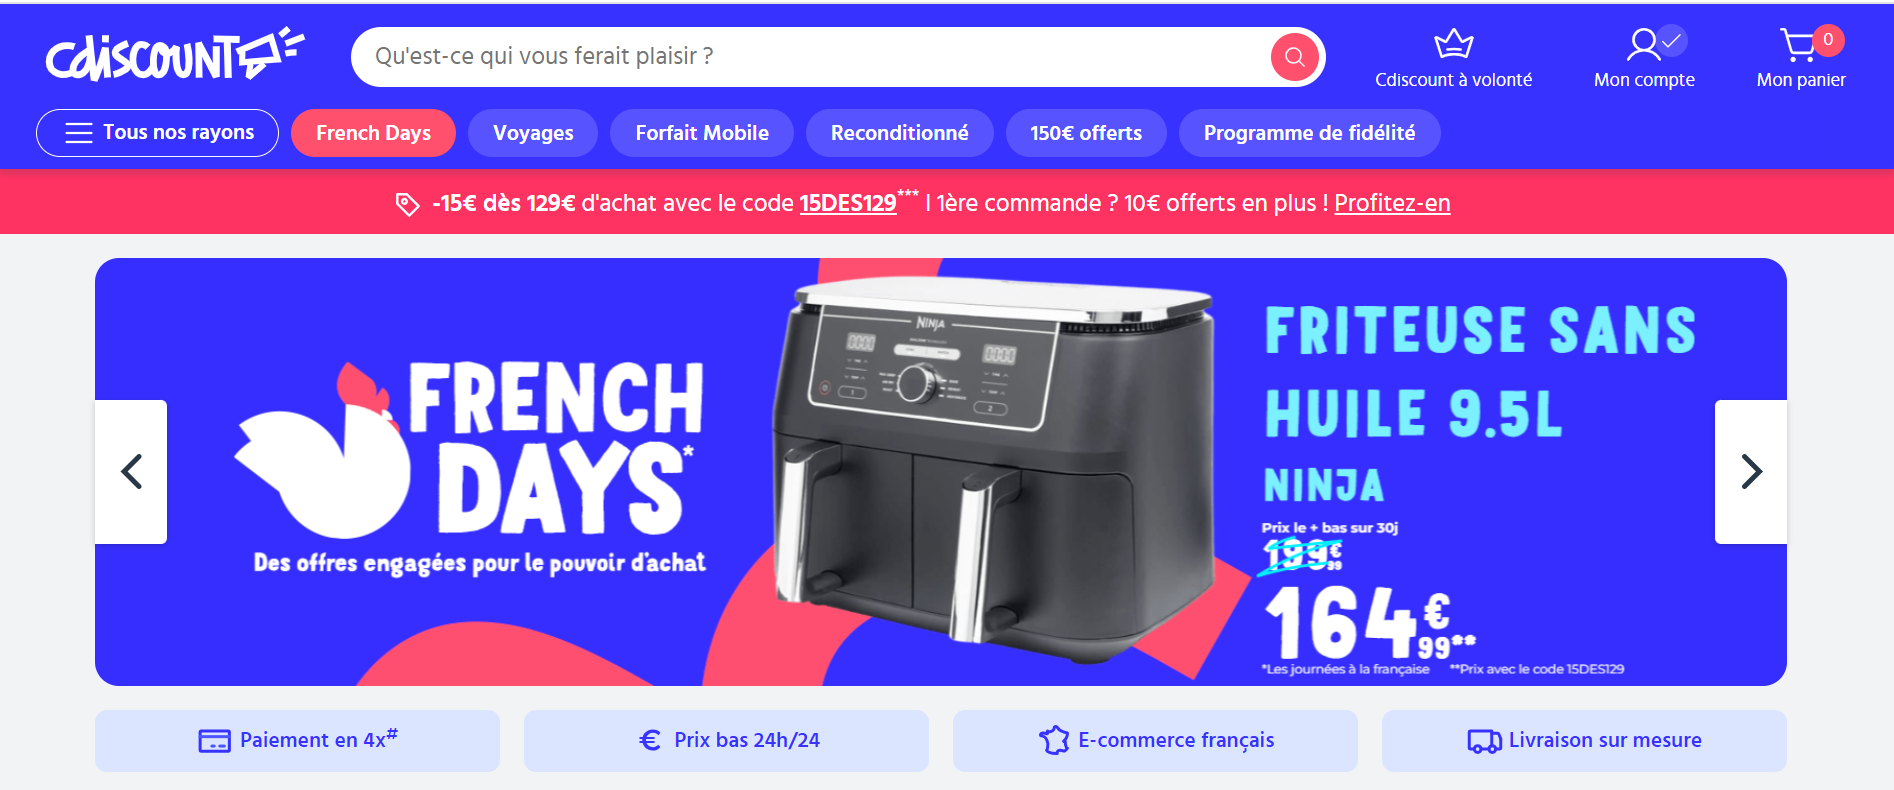 Cdiscount
Qu'est-ce qui vous ferait plaisir ?
Cdiscount à volonté
Mon compte
0
Mon panier
Tous nos rayons
French Days
Voyages
Forfait Mobile
Reconditionné
150€ offerts
Programme de fidélité
-15€ dès 129€ d'achat avec le code 15DES129*** I 1ère commande ? 10€ offerts en plus ! Profitez-en
FRENCH
DAYS*
Des offres engagées pour le pouvoir d'achat
NINJA
1
2
FRITEUSE SANS
HUILE 9.5L
NINJA
Prix le + bas sur 30j
199€99
164€99**
*Les journées à la française **Prix avec le code 15DES129
Paiement en 4x#
Prix bas 24h/24
E-commerce français
Livraison sur mesure